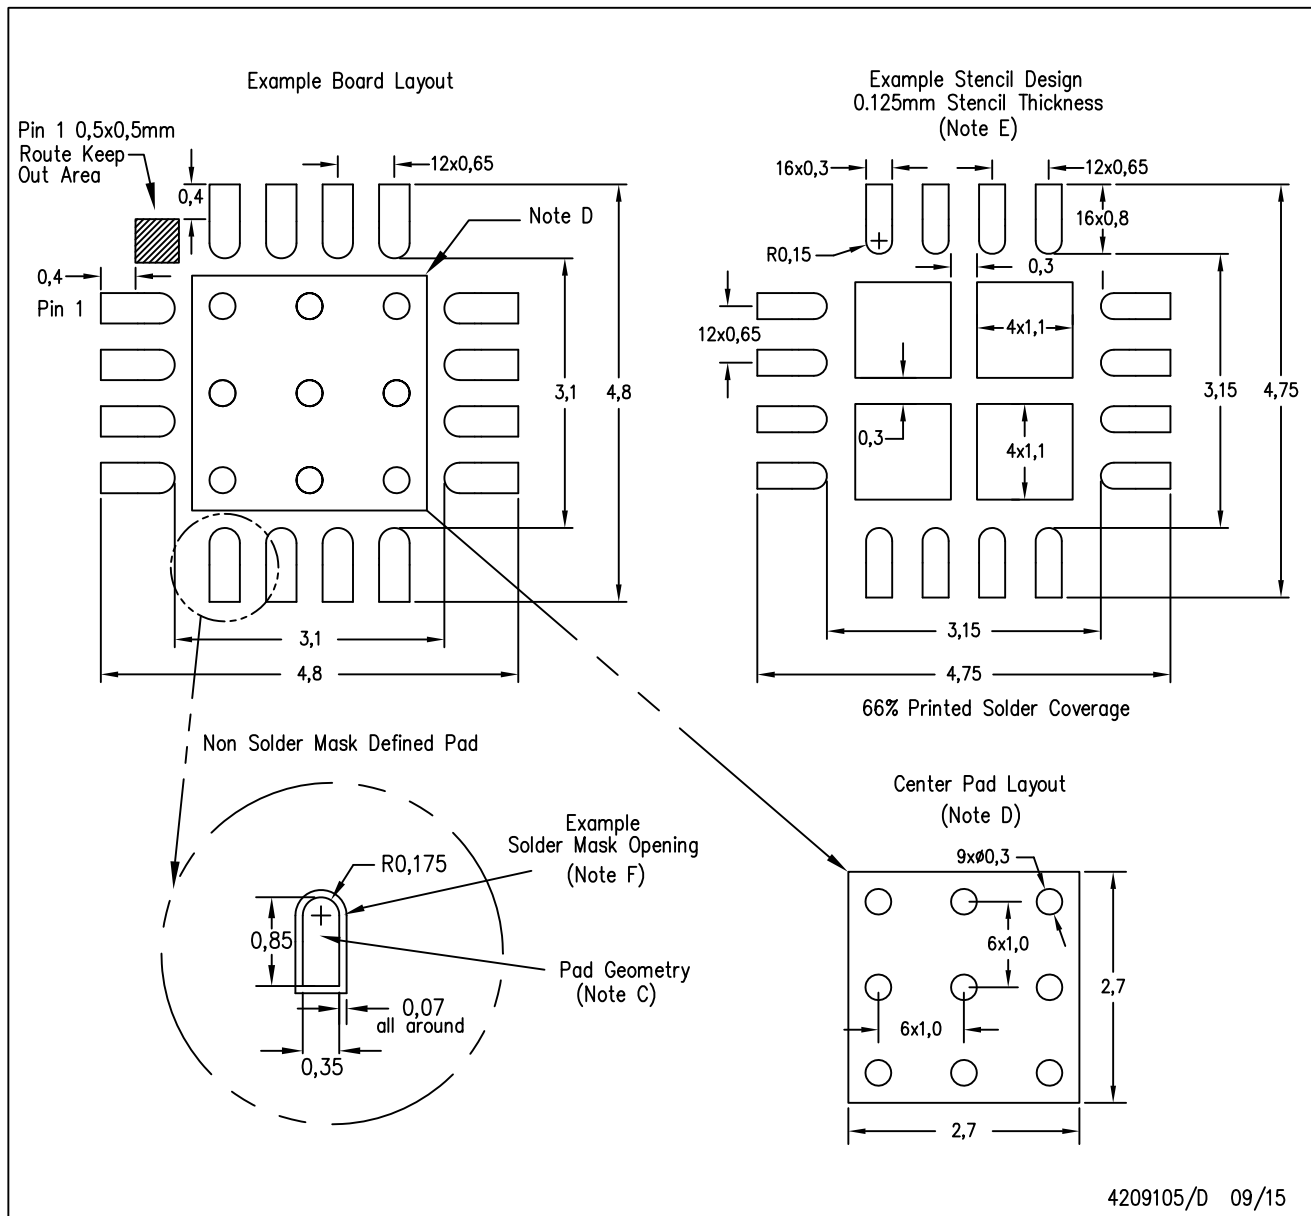 Example Board Layout
Pin 1 0,5x0,5mm
Route Keep
Out Area
0,4
12x0,65
Note D
0,4
Pin 1
3,1
4,8
3,1
4,8
Example Stencil Design
0.125mm Stencil Thickness
(Note E)
16x0,3
12x0,65
16x0,8
R0,15
0,3
12x0,65
4x1,1
0,3
4x1,1
3,15
4,75
3,15
4,75
66% Printed Solder Coverage
Non Solder Mask Defined Pad
Example
Solder Mask Opening
(Note F)
R0,175
0,85
Pad Geometry
(Note C)
0,07
all around
0,35
Center Pad Layout
(Note D)
9xø0,3
6x1,0
6x1,0
2,7
2,7
4209105/D 09/15